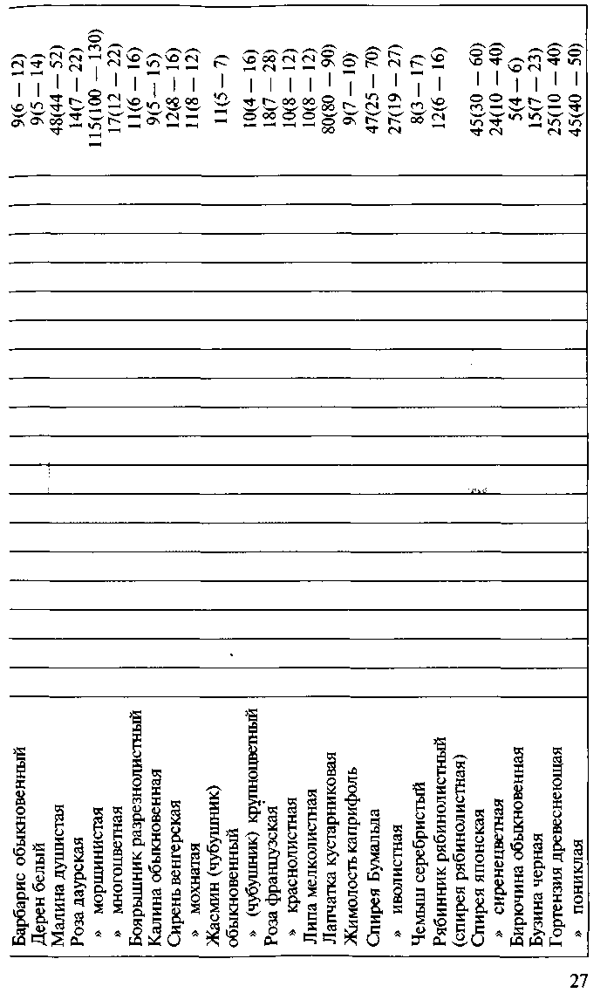 Барбарис обыкновенный 9(6 — 12)
Дерен белый 9(5 — 14)
Малина душистая 48(44 — 52)
Роза даурская 14(7 — 22)
» морщинистая 115(100 — 130)
» многоцветная 17(12 — 22)
Боярышник разрезнолистный 11(6 — 16)
Калина обыкновенная 9(5 — 15)
Сирень венгерская 12(8 — 16)
» мохнатая 11(8 — 12)
Жасмин (чубушник)
обыкновенный 11(5 — 7)
» (чубушник) крупноцветный 10(4 — 16)
Роза французская 18(7 — 28)
» краснолистная 10(8 — 12)
Липа мелколистная 10(8 — 12)
Лапчатка кустарниковая 80(80 — 90)
Жимолость каприфоль 9(7 — 10)
Спирея Бумальда 47(25 — 70)
» иволистная 27(19 — 27)
Чемыш серебристый 8(3 — 17)
Рябинник рябинолистный 12(6 — 16)
(спирея рябинолистная)
Спирея японская 45(30 — 60)
» сиренецветная 24(10 — 40)
Бирючина обыкновенная 5(4 — 6)
Бузина черная 15(7 — 23)
Гортензия древеснеющая 25(10 — 40)
» пониклая 45(40 — 50)
27